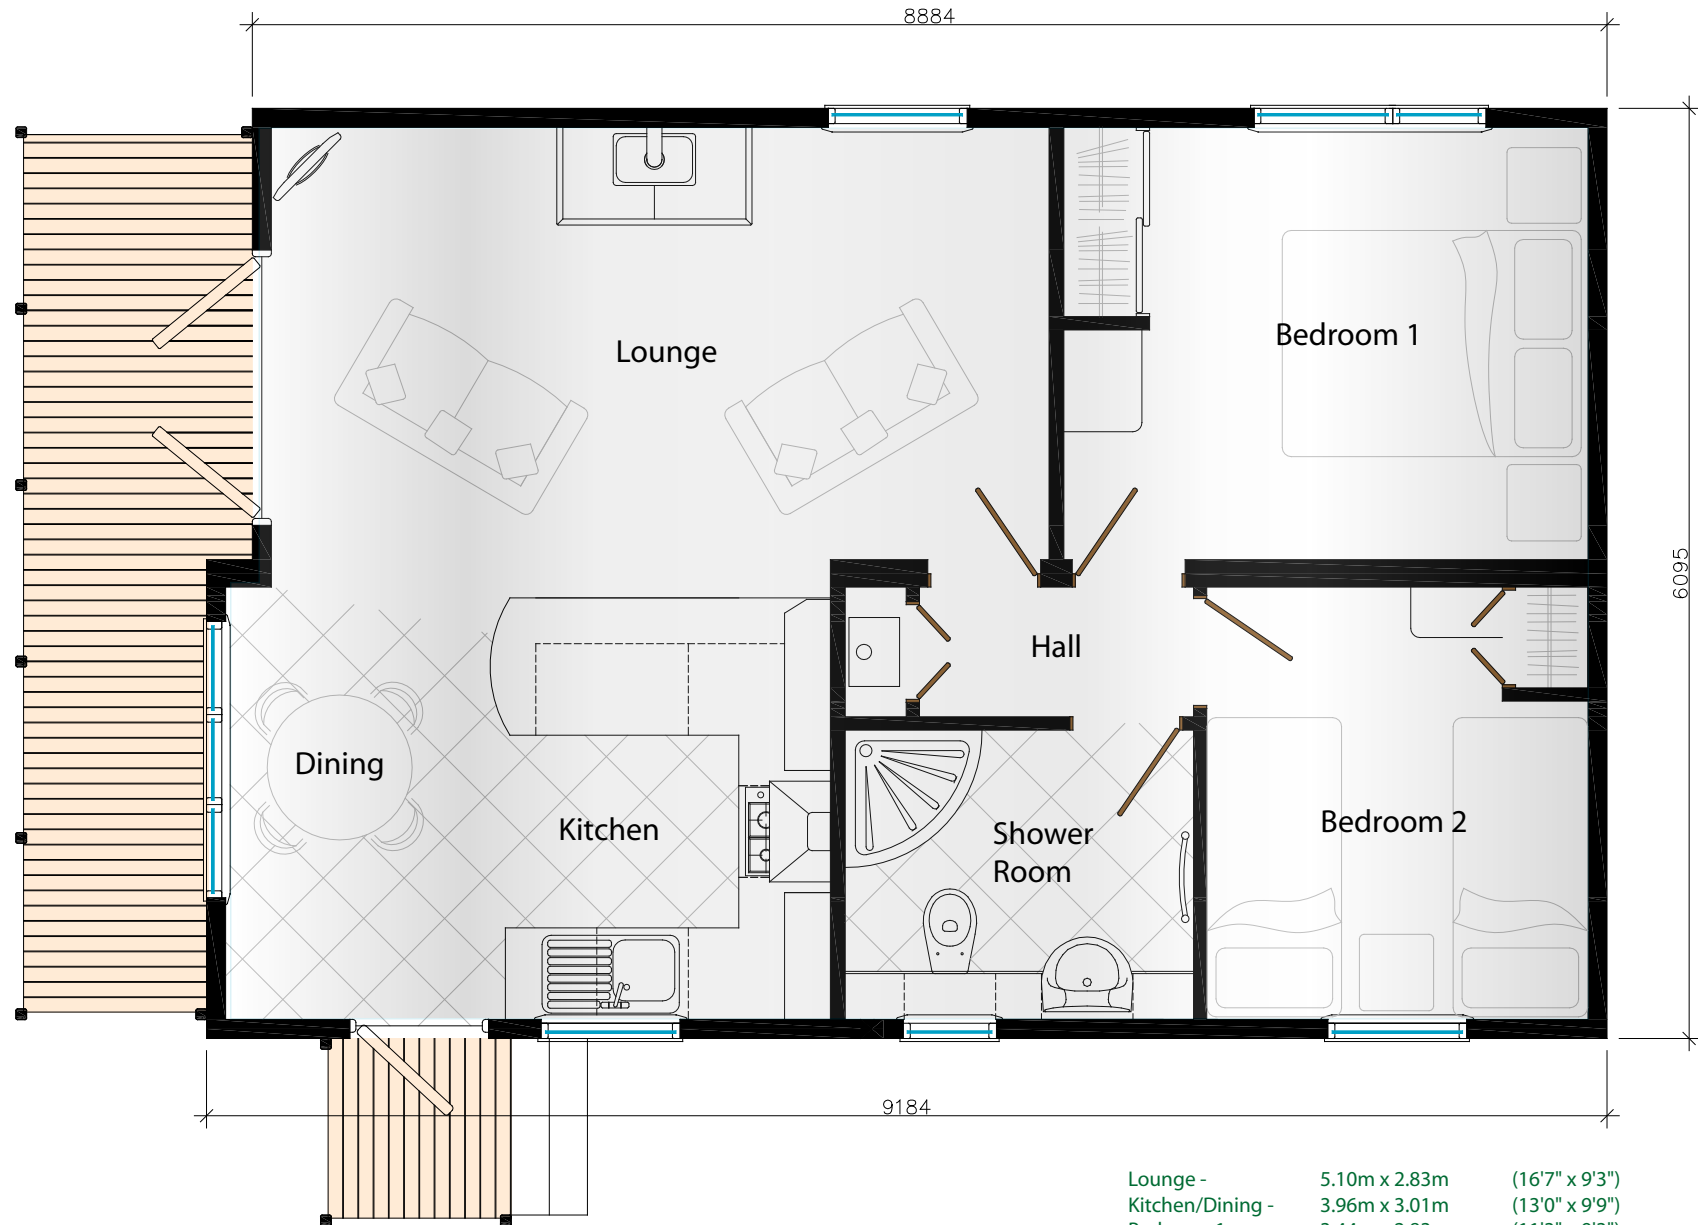 8884
Lounge
Bedroom 1
6095
Hall
Dining
Kitchen
Shower
Room
Bedroom 2
9184
Lounge - 5.10m x 2.83m (16'7" x 9'3")
Kitchen/Dining - 3.96m x 3.01m (13'0" x 9'9")